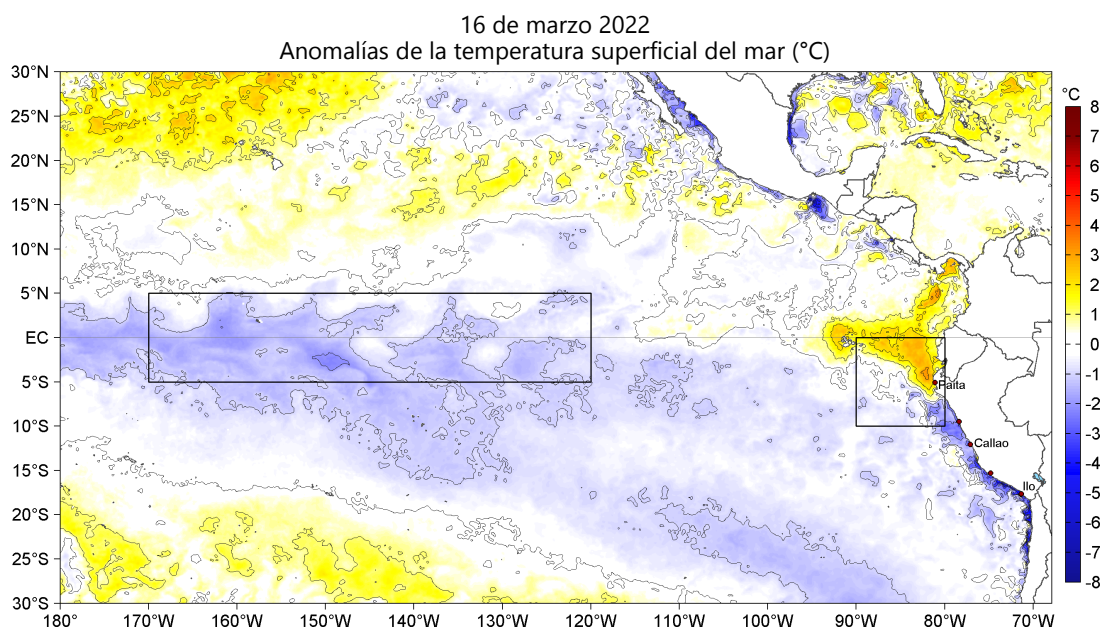 16 de marzo 2022
Anomalías de la temperatura superficial del mar (°C)
30°N
25°N
20°N
15°N
10°N
5°N
EC
5°S
10°S
15°S
20°S
25°S
30°S
180°W 170°W 160°W 150°W 140°W 130°W 120°W 110°W 100°W 90°W 80°W 70°W
Paita
Callao
Ilo
°C
8
7
6
5
4
3
2
1
0
-1
-2
-3
-4
-5
-6
-7
-8